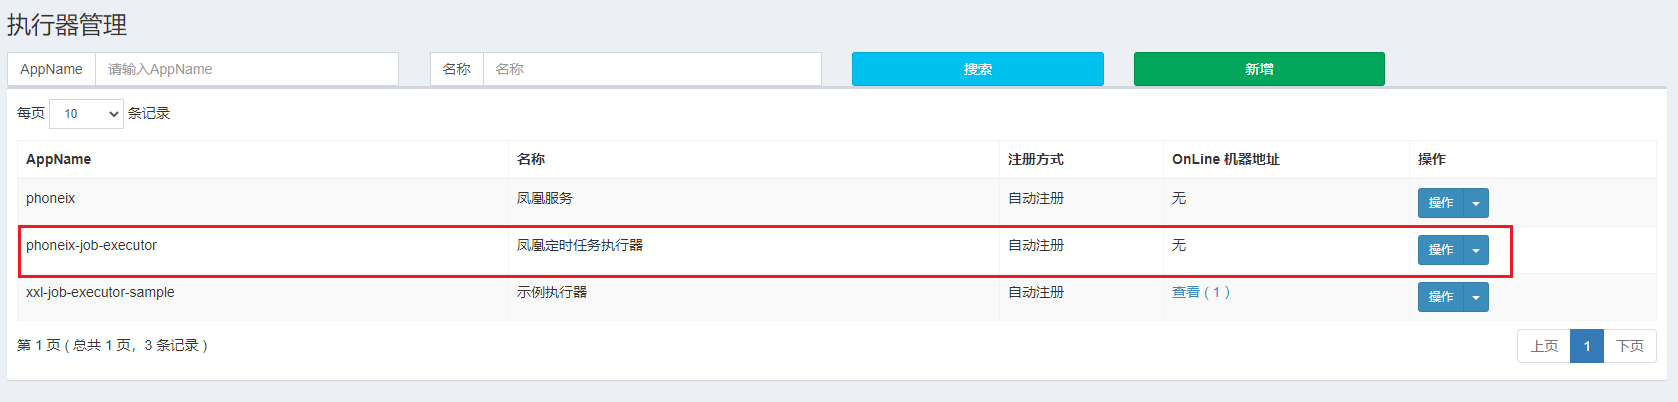 执行器管理
AppName 请输入AppName 名称 名称 搜索 新增
每页 10 条记录
AppName 名称 注册方式 OnLine 机器地址 操作
phoneix 凤凰服务 自动注册 无 操作
phoneix-job-executor 凤凰定时任务执行器 自动注册 无 操作
xxl-job-executor-sample 示例执行器 自动注册 查看 ( 1 ) 操作
第 1 页 ( 总共 1 页，3 条记录 ) 上页 1 下页